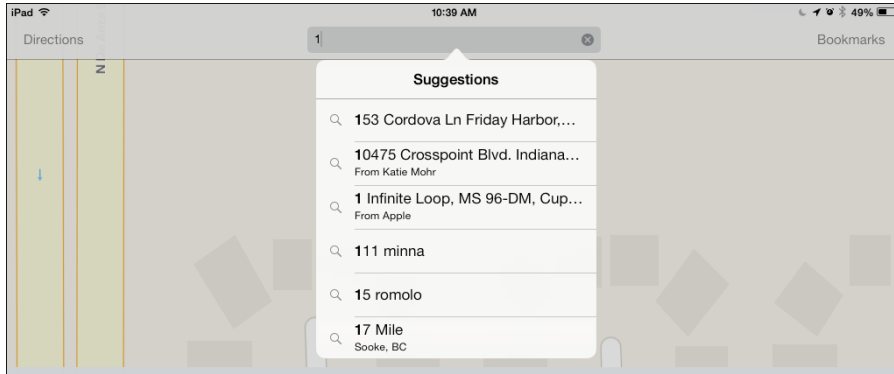 iPad 10:39 AM 49%
Directions 1 Bookmarks
Suggestions
153 Cordova Ln Friday Harbor,...
10475 Crosspoint Blvd. Indiana...
From Katie Mohr
1 Infinite Loop, MS 96-DM, Cup...
From Apple
111 minna
15 romolo
17 Mile
Sooke, BC